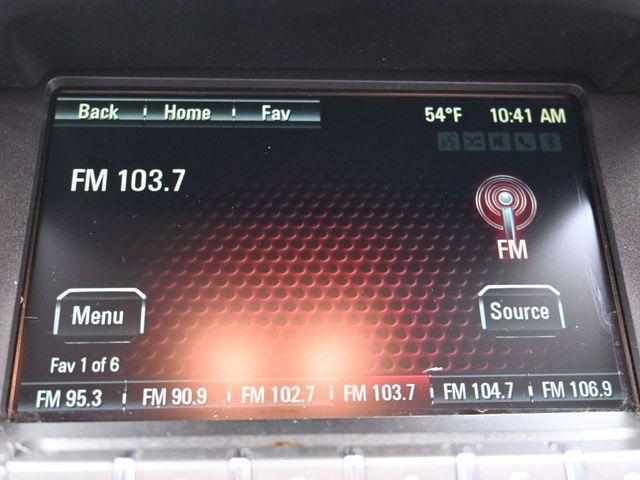 Back Home Fav 54°F 10:41 AM
FM 103.7
FM
Menu Source
Fav 1 of 6
FM 95.3 FM 90.9 FM 102.7 FM 103.7 FM 104.7 FM 106.9